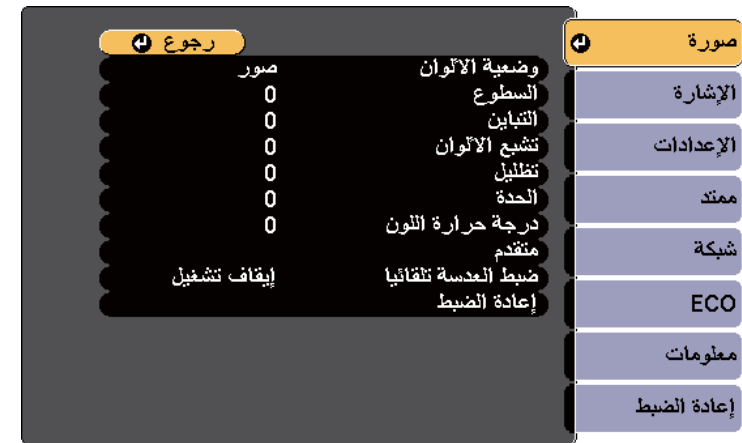 صورة
الإشارة
الإعدادات
ممتد
شبكة
ECO
معلومات
إعادة الضبط
رجوع
وضعية الألوان صور
السطوع 0
التباين 0
تشبع الألوان 0
تظليل 0
الحدة 0
درجة حرارة اللون 0
متقدم
ضبط العدسة تلقائيا إيقاف تشغيل
إعادة الضبط